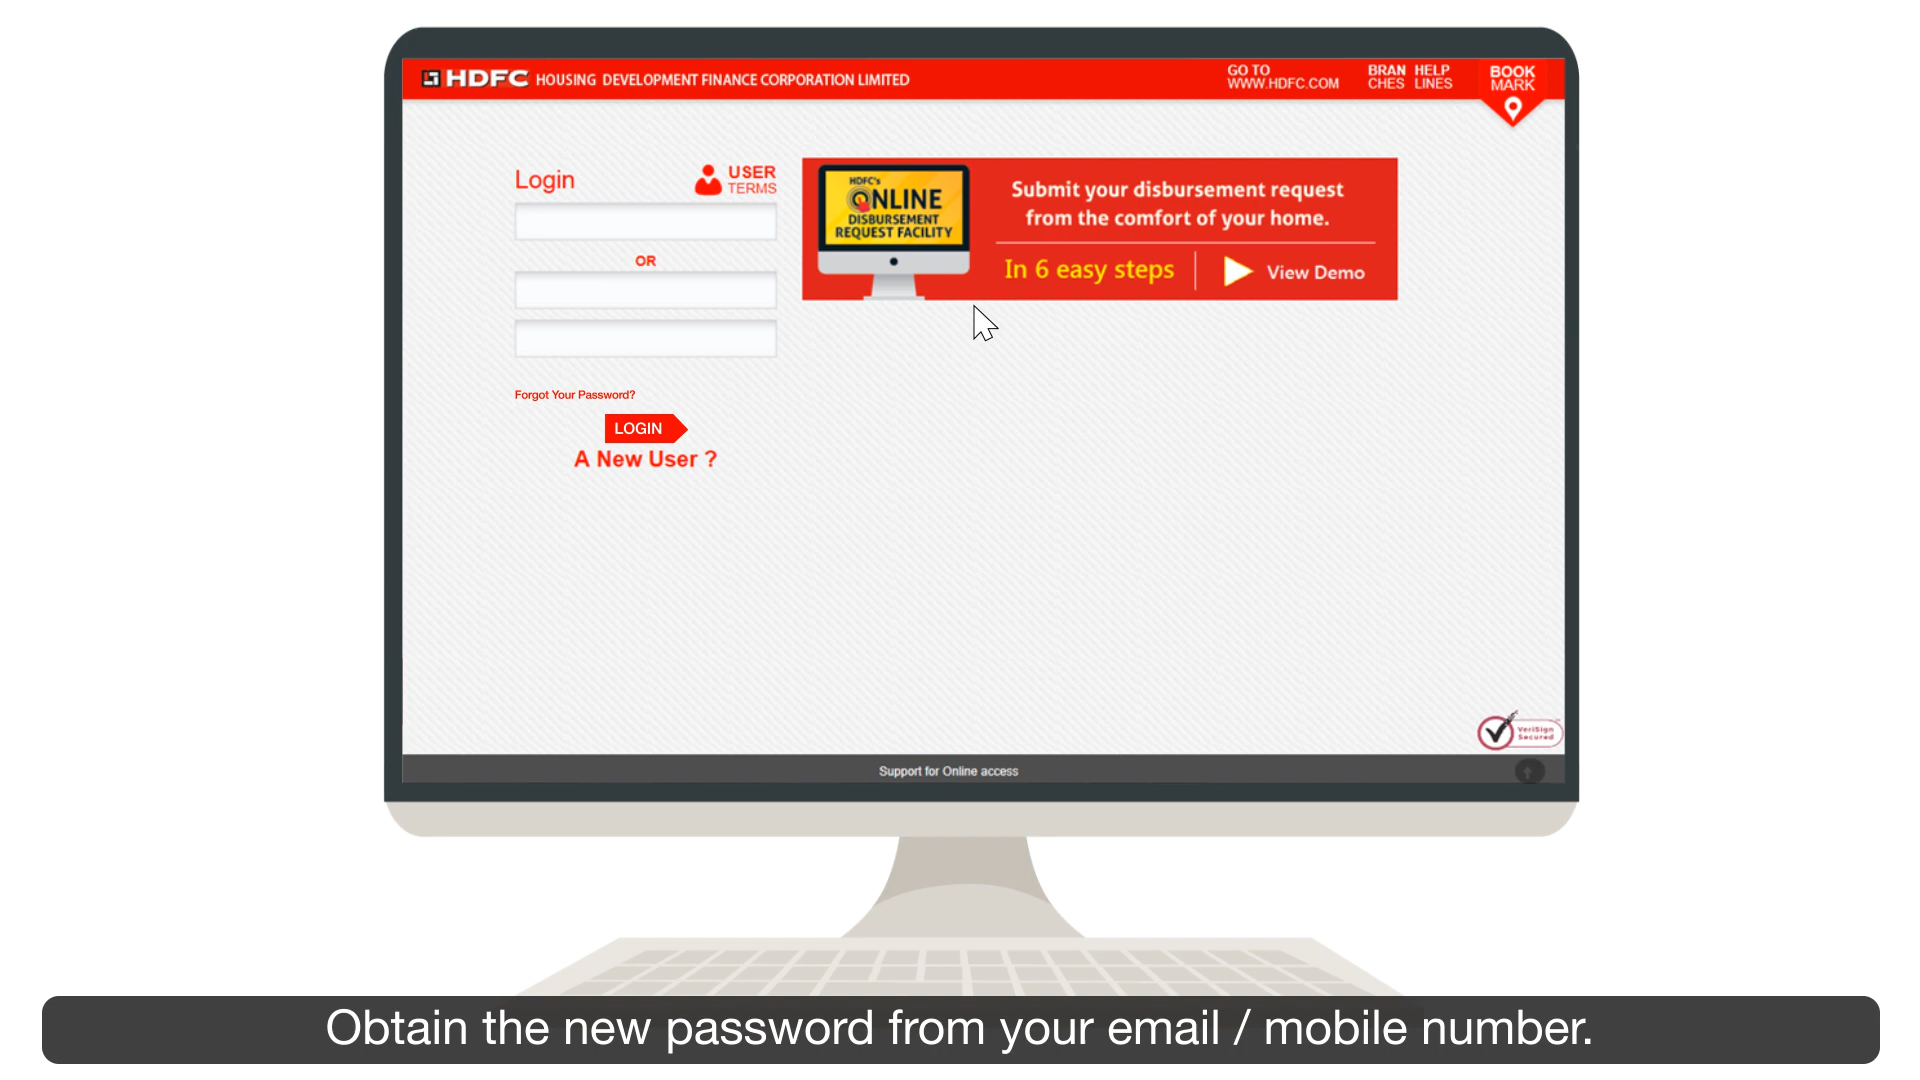 HDFC HOUSING DEVELOPMENT FINANCE CORPORATION LIMITED
GO TO
WWW.HDFC.COM
BRAN
CHES
HELP
LINES
BOOK
MARK
Login
USER
TERMS
OR
Forgot Your Password?
LOGIN
A New User ?
HDFC's
ONLINE
DISBURSEMENT
REQUEST FACILITY
Submit your disbursement request
from the comfort of your home.
In 6 easy steps
View Demo
VeriSign
Secured
Support for Online access
Obtain the new password from your email / mobile number.